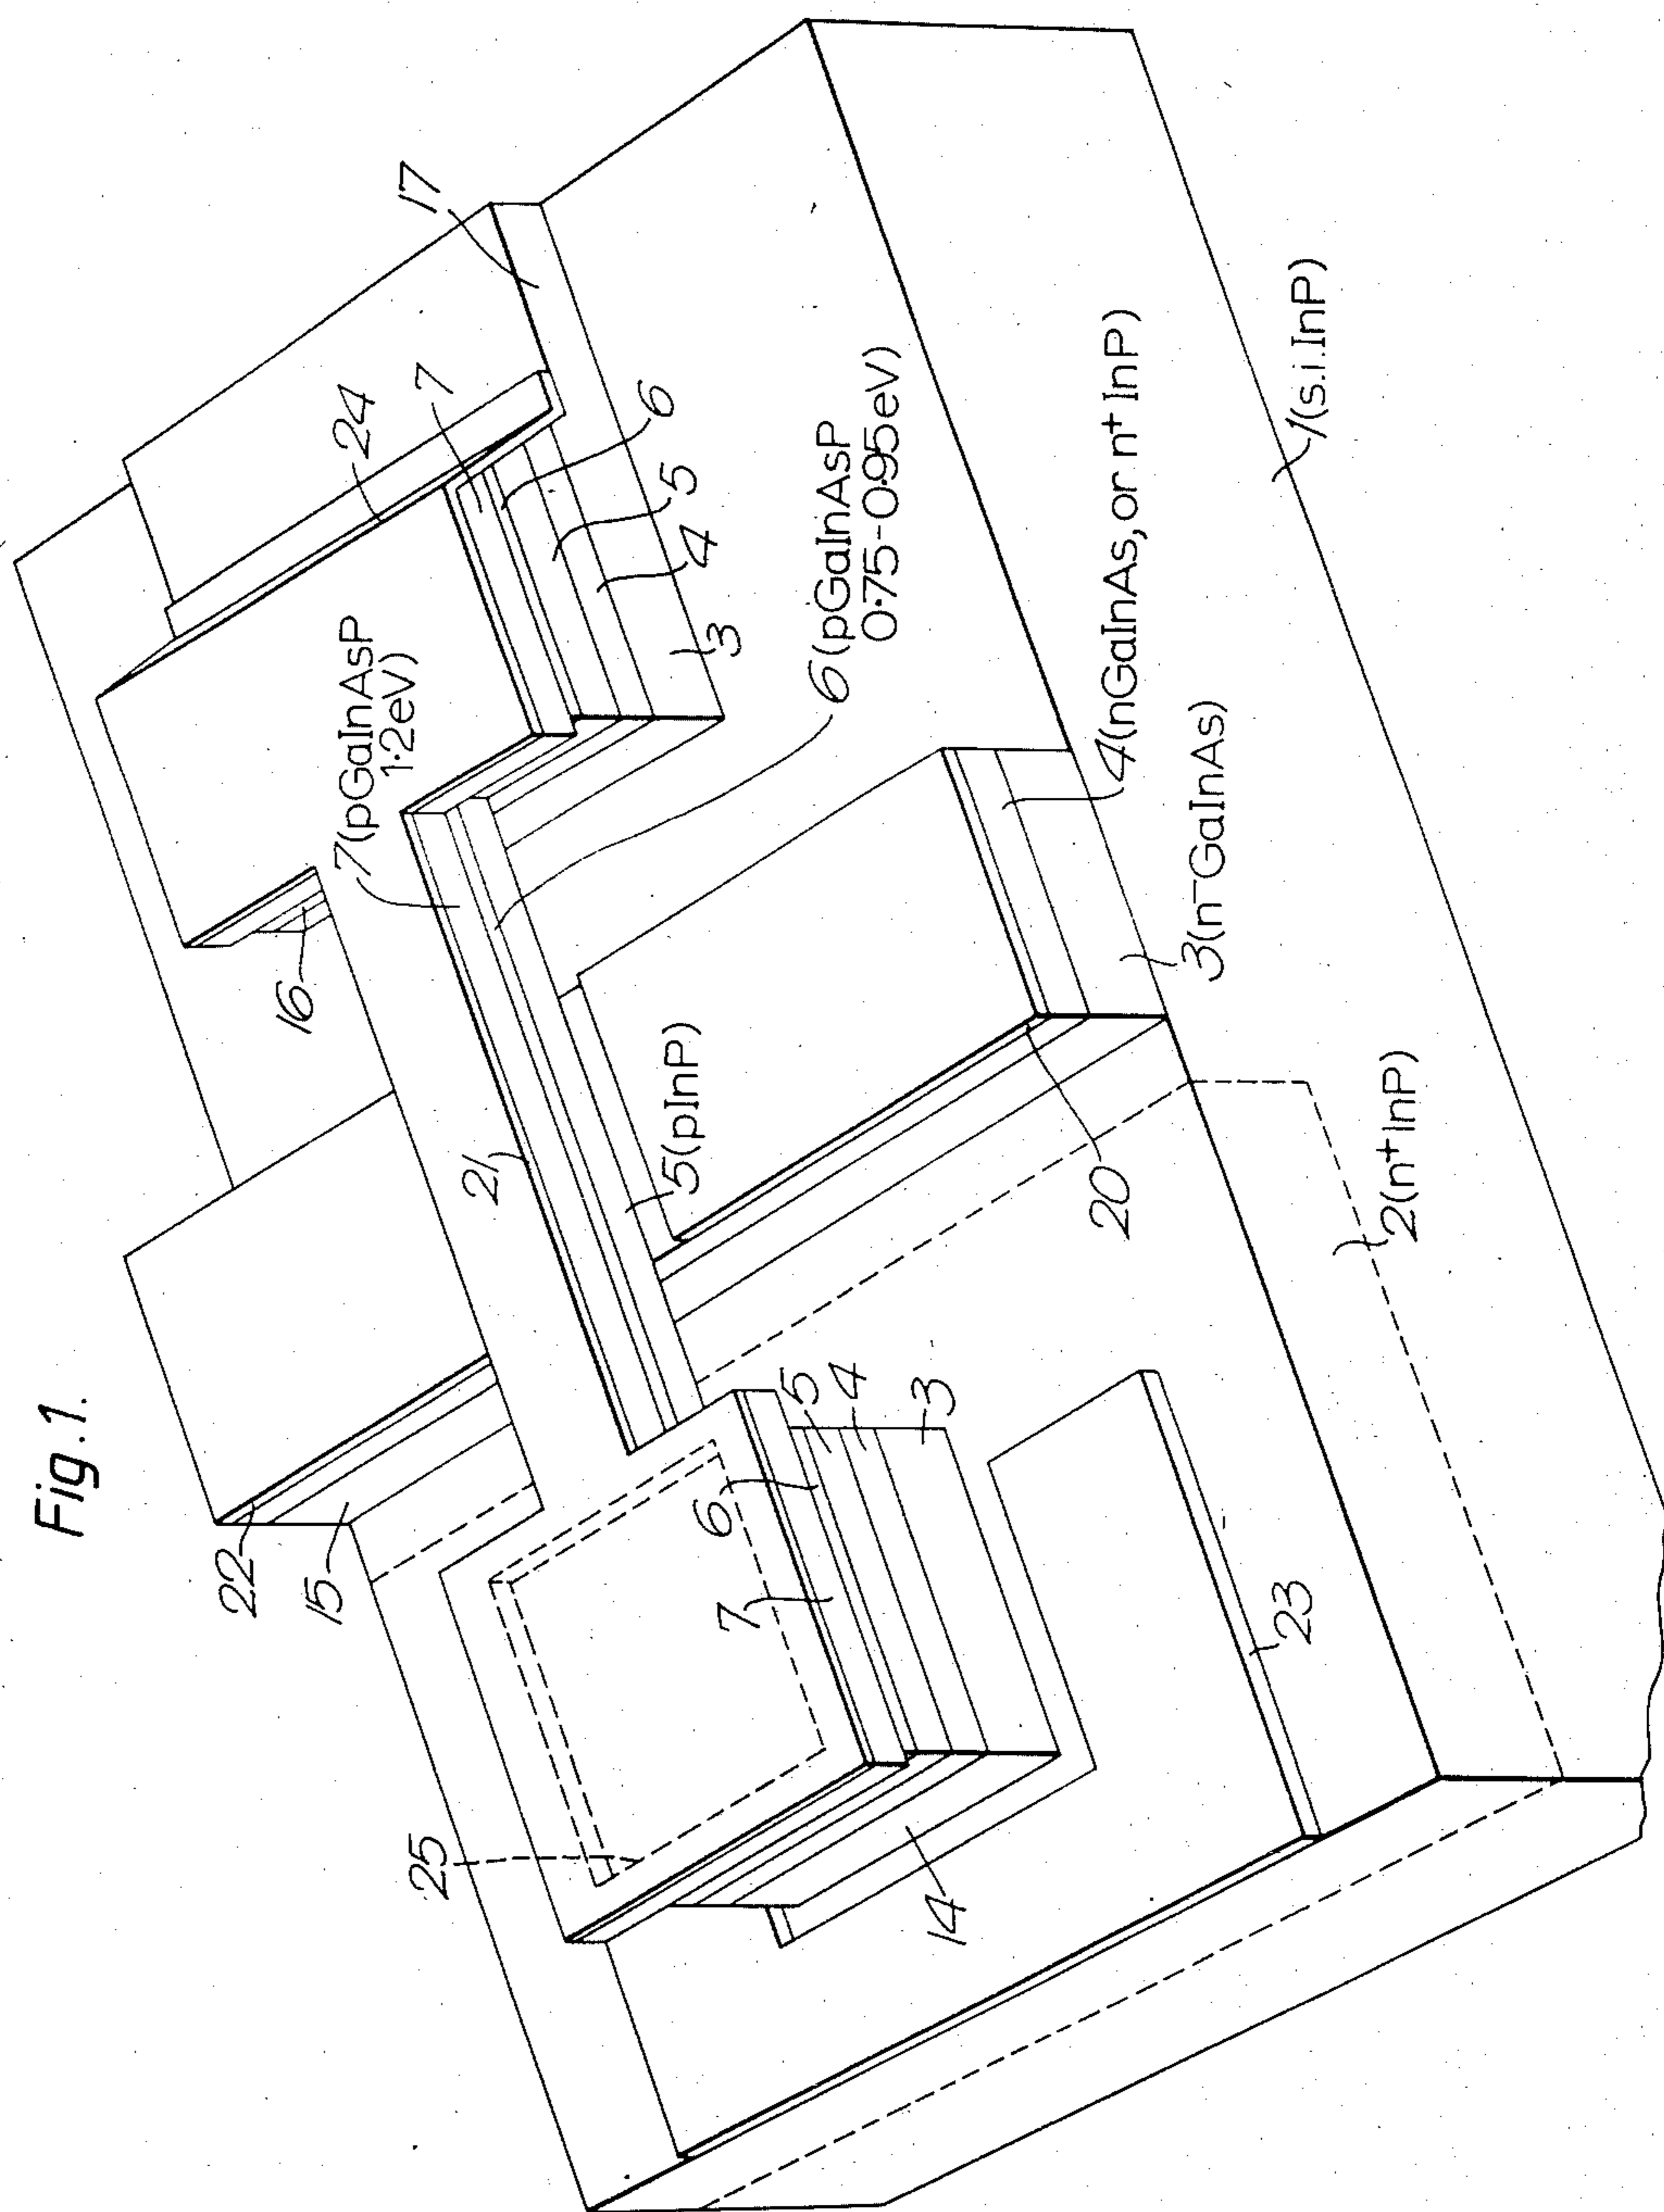 Fig.1.
22
15
16
24
17
7
6
5
4
3
7(pGaInAsP
1·2eV)
21
5(pInP)
6(pGaInAsP
0·75-0·95eV)
4(nGaInAs, or n⁺ InP)
3(n⁻GaInAs)
1(s.i.InP)
20
2(n⁺InP)
25
7
6
5
4
3
14
23